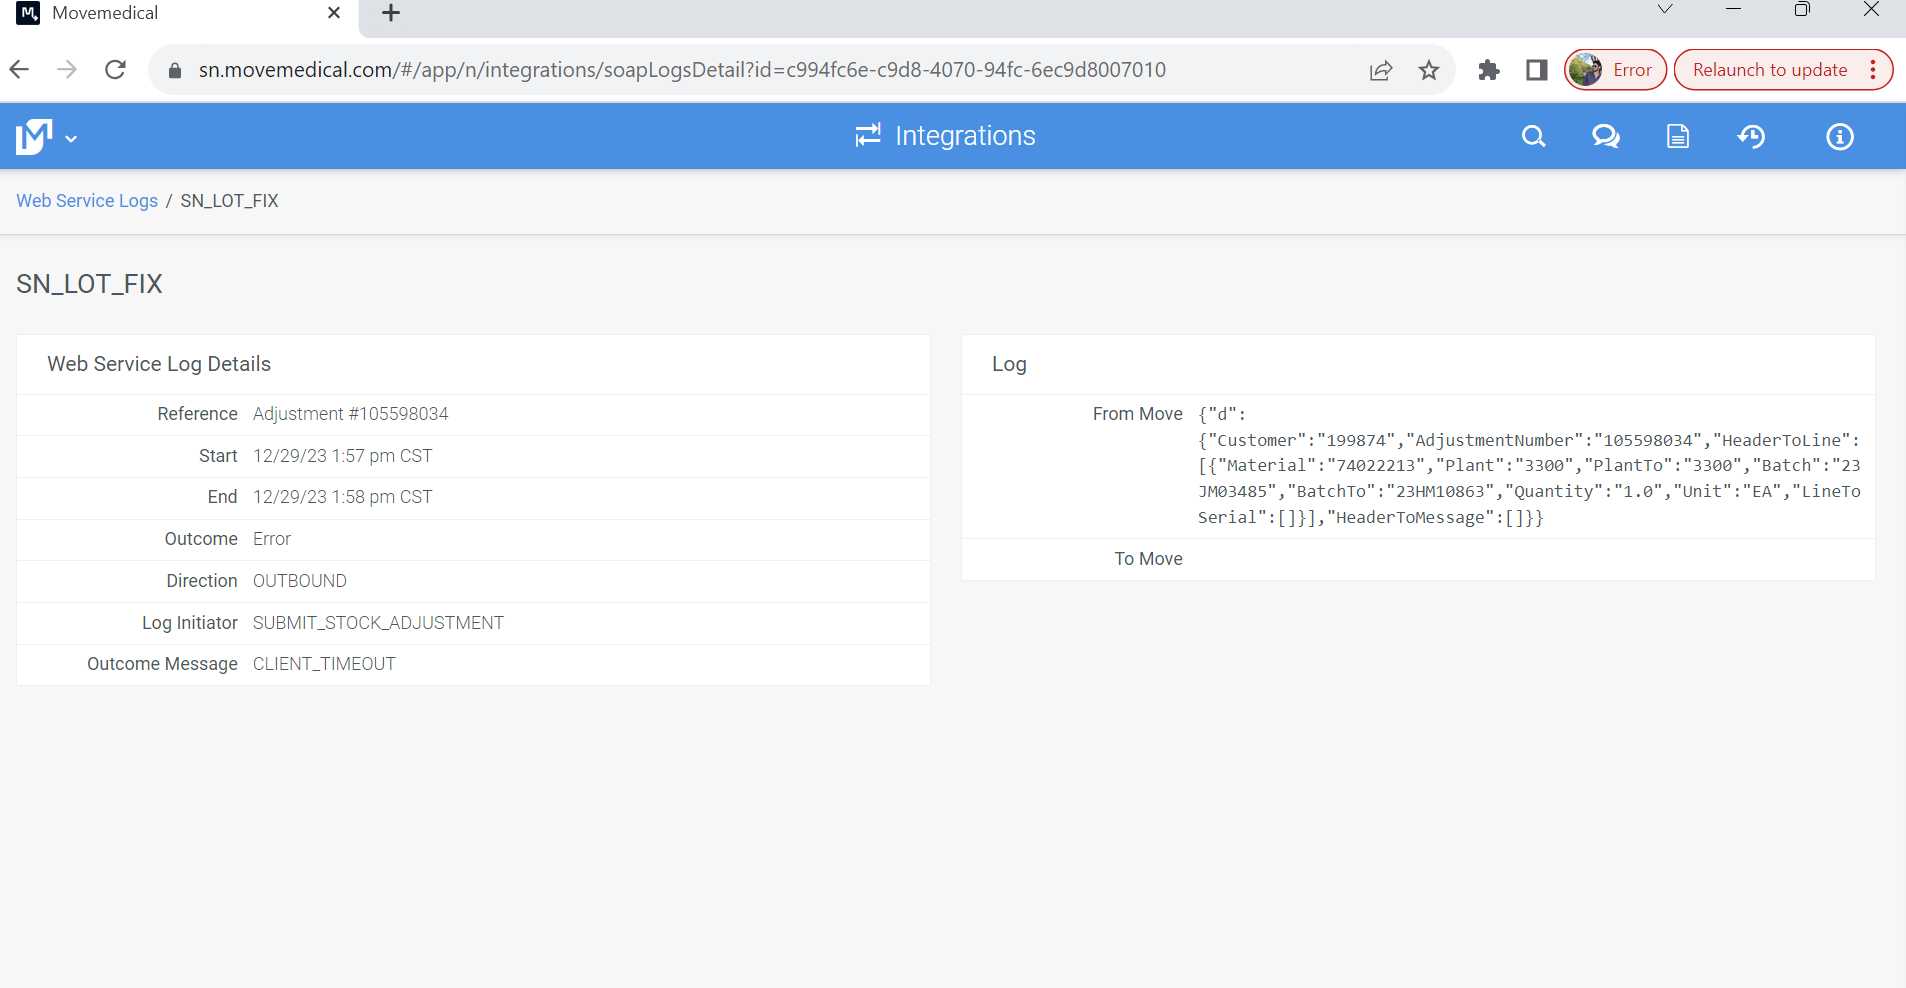 Movemedical
sn.movemedical.com/#/app/n/integrations/soapLogsDetail?id=c994fc6e-c9d8-4070-94fc-6ec9d8007010
Error
Relaunch to update
Integrations
Web Service Logs / SN_LOT_FIX
SN_LOT_FIX
Web Service Log Details
Reference Adjustment #105598034
Start 12/29/23 1:57 pm CST
End 12/29/23 1:58 pm CST
Outcome Error
Direction OUTBOUND
Log Initiator SUBMIT_STOCK_ADJUSTMENT
Outcome Message CLIENT_TIMEOUT
Log
From Move {"d":
{"Customer":"199874","AdjustmentNumber":"105598034","HeaderToLine":
[{"Material":"74022213","Plant":"3300","PlantTo":"3300","Batch":"23
JM03485","BatchTo":"23HM10863","Quantity":"1.0","Unit":"EA","LineTo
Serial":[]}],"HeaderToMessage":[]}}
To Move